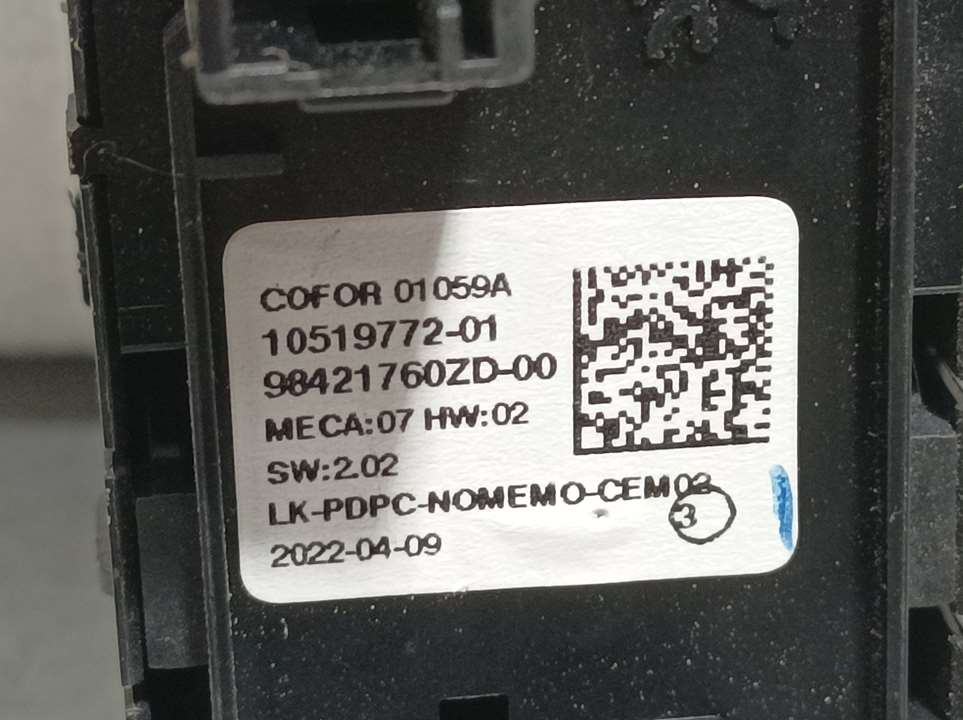 COFOR 01059A
10519772-01
98421760ZD-00
MECA:07 HW:02
SW:2.02
LK-PDPC-NOMEMO-CEM03
3
2022-04-09